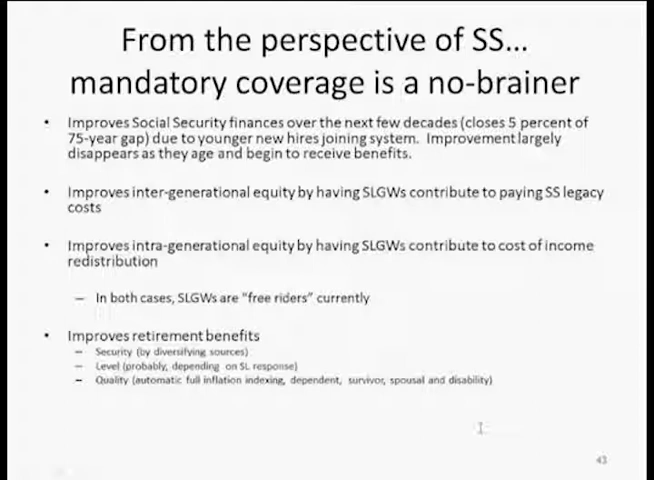 From the perspective of SS...
mandatory coverage is a no-brainer
• Improves Social Security finances over the next few decades (closes 5 percent of
75-year gap) due to younger new hires joining system. Improvement largely
disappears as they age and begin to receive benefits.
• Improves inter-generational equity by having SLGWs contribute to paying SS legacy
costs
• Improves intra-generational equity by having SLGWs contribute to cost of income
redistribution
– In both cases, SLGWs are "free riders" currently
• Improves retirement benefits
– Security (by diversifying sources)
– Level (probably, depending on SL response)
– Quality (automatic full inflation indexing, dependent, survivor, spousal and disability)
43